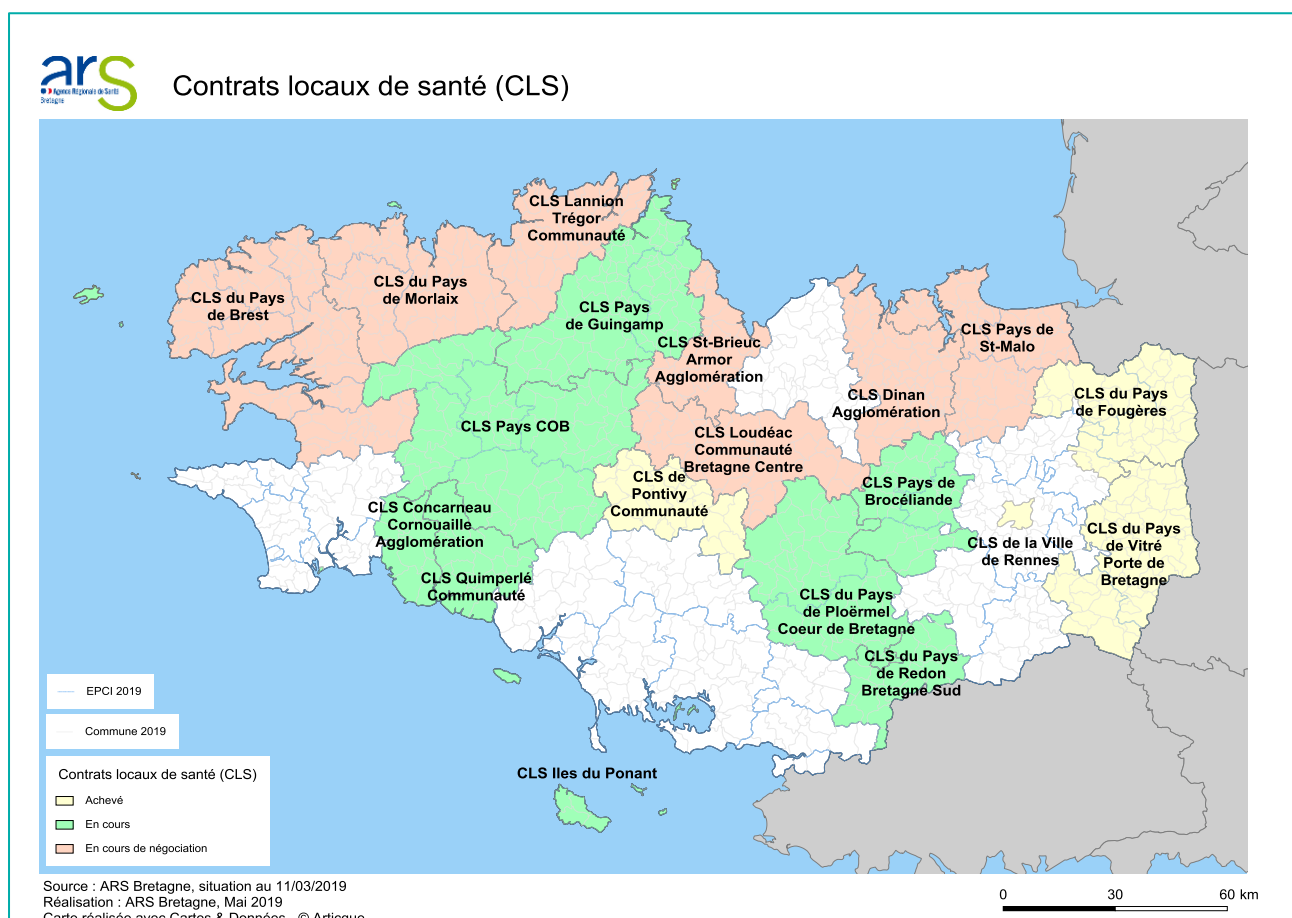 ars
Agence Régionale de Santé
Bretagne
Contrats locaux de santé (CLS)
CLS Lannion
Trégor
Communauté
CLS du Pays
de Morlaix
CLS du Pays
de Brest
CLS Pays
de Guingamp
CLS St-Brieuc
Armor
Agglomération
CLS Pays de
St-Malo
CLS Dinan
Agglomération
CLS du Pays
de Fougères
CLS Pays COB
CLS Loudéac
Communauté
Bretagne Centre
CLS de
Pontivy
Communauté
CLS Pays de
Brocéliande
CLS Concarneau
Cornouaille
Agglomération
CLS de la Ville
de Rennes
CLS du Pays
de Vitré
Porte de
Bretagne
CLS Quimperlé
Communauté
CLS du Pays
de Ploërmel
Coeur de Bretagne
CLS du Pays
de Redon
Bretagne Sud
CLS Iles du Ponant
EPCI 2019
Commune 2019
Contrats locaux de santé (CLS)
Achevé
En cours
En cours de négociation
Source : ARS Bretagne, situation au 11/03/2019
Réalisation : ARS Bretagne, Mai 2019
Carte réalisée avec Cartes & Données - © Articque
0 30 60 km